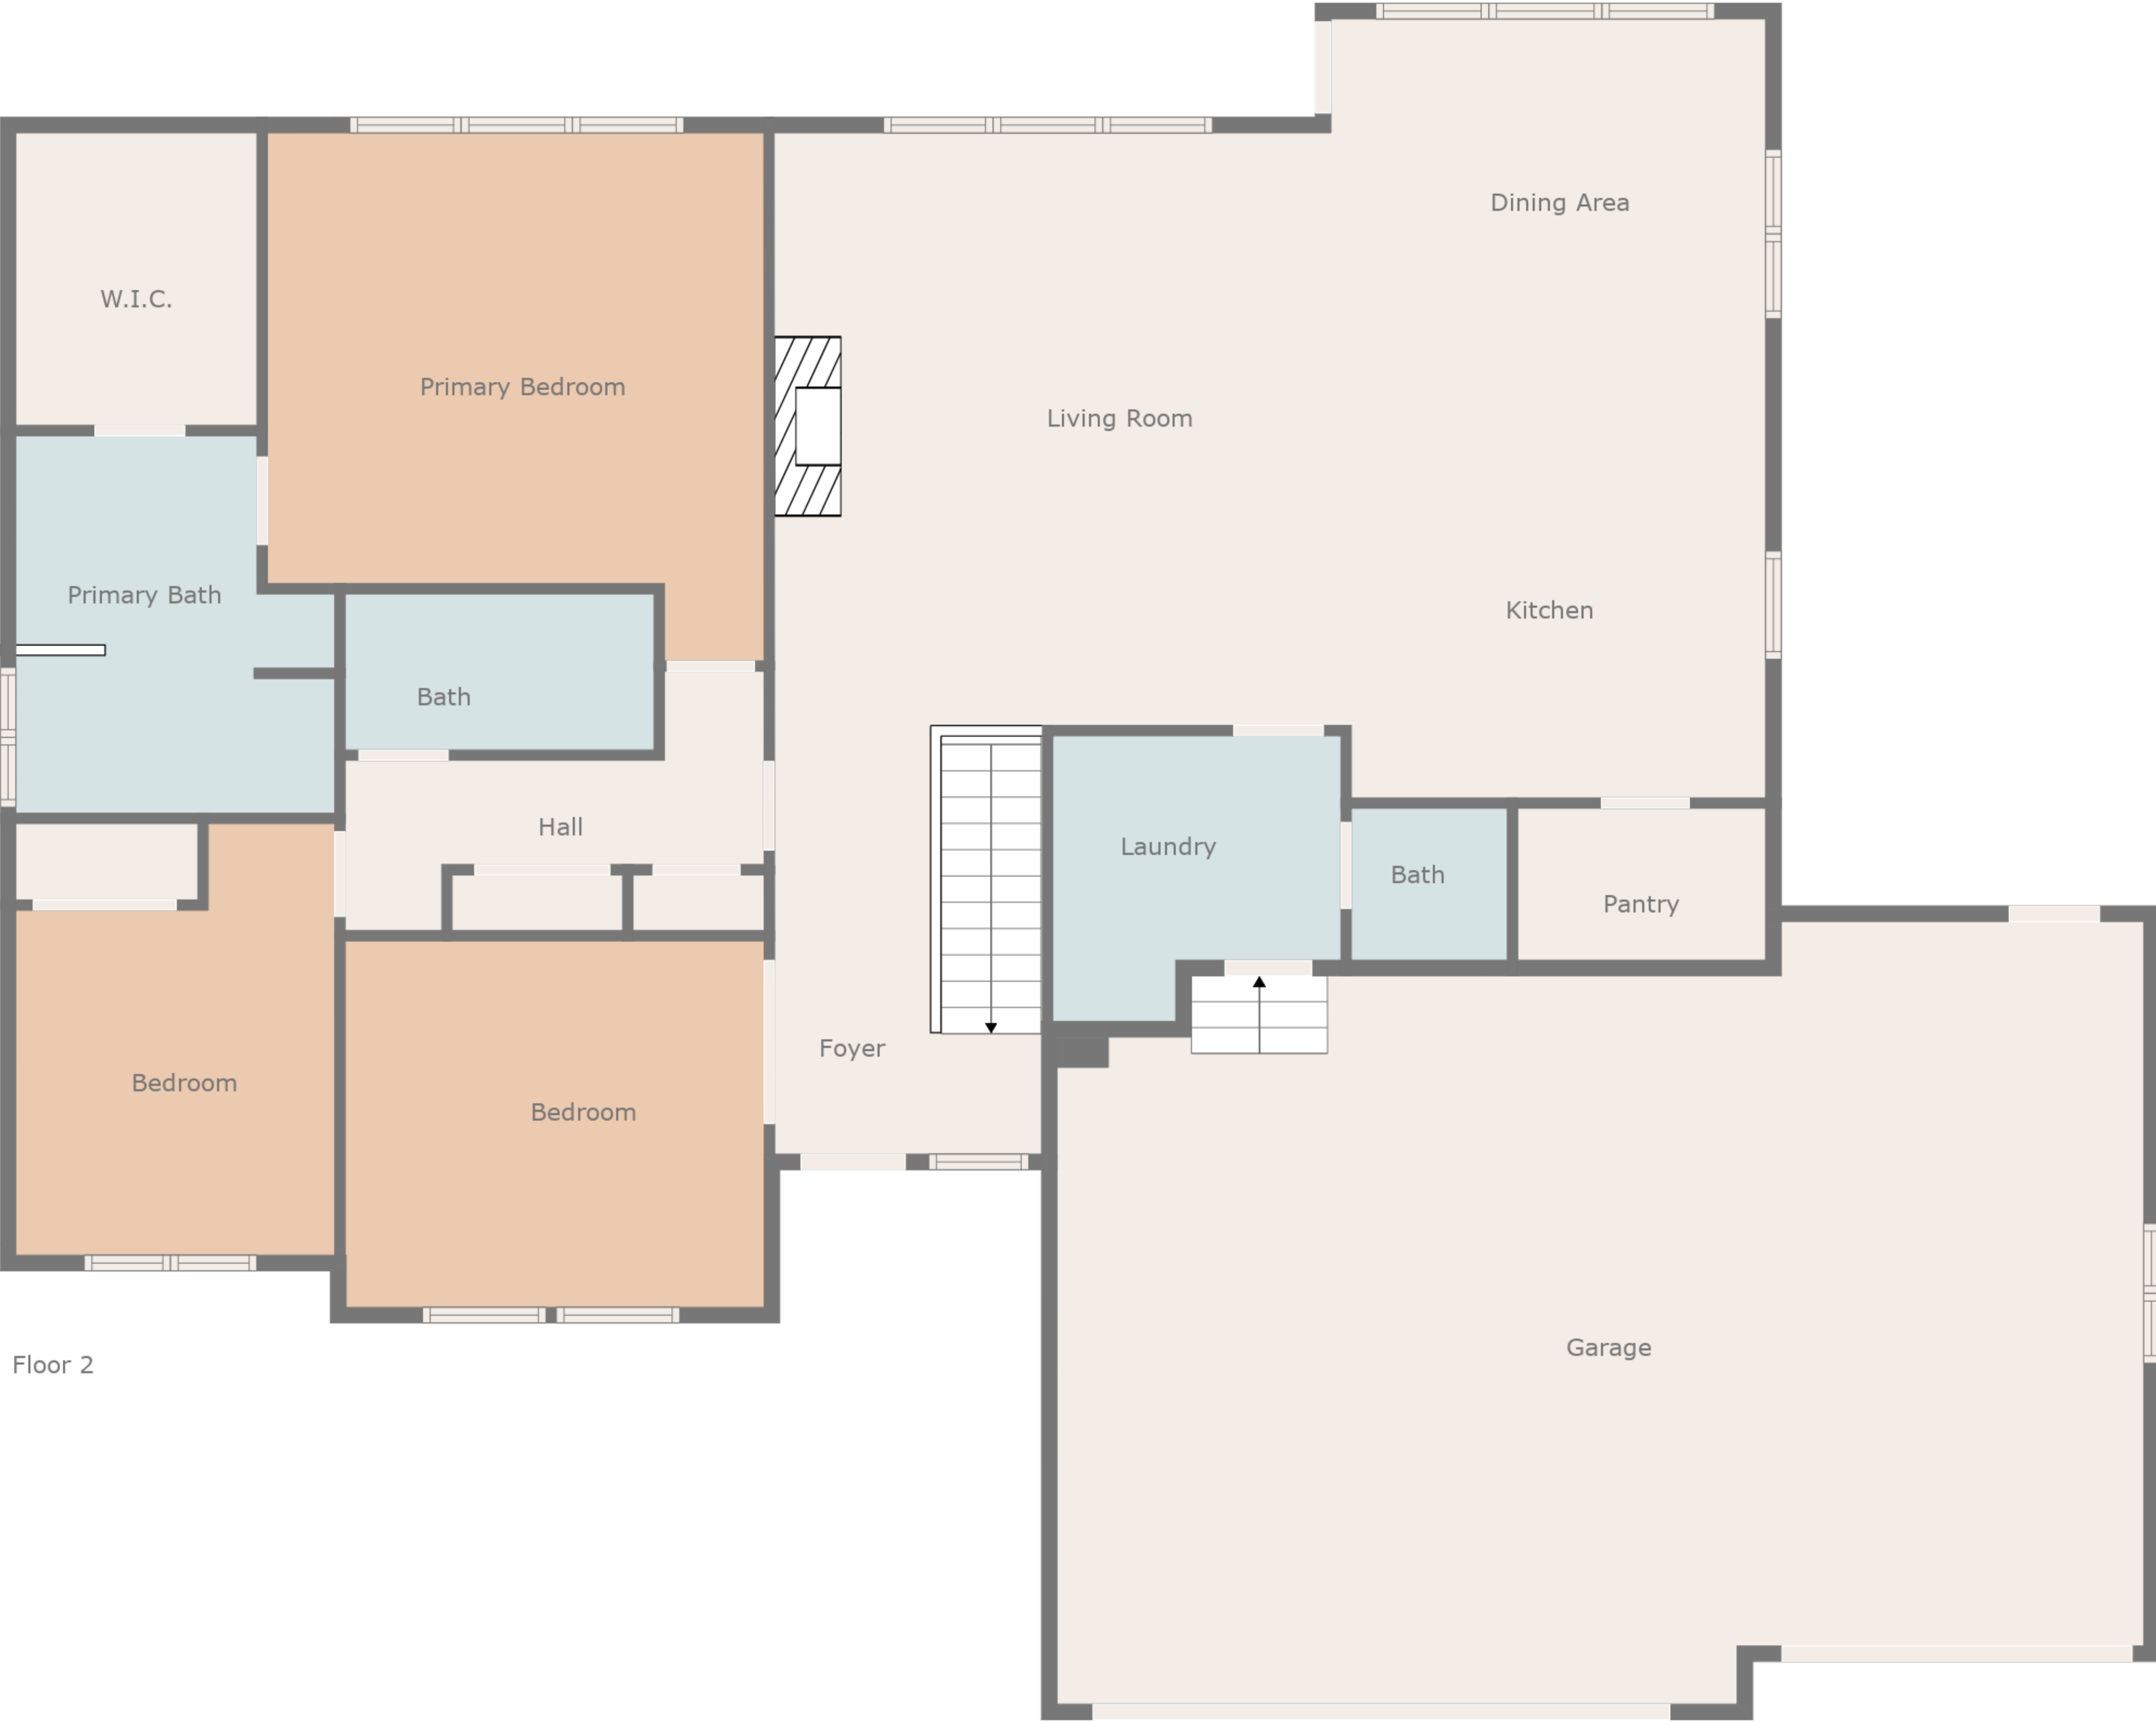 Dining Area
W.I.C.
Primary Bedroom
Living Room
Primary Bath
Kitchen
Bath
Hall
Laundry
Bath
Pantry
Foyer
Bedroom
Bedroom
Garage
Floor 2